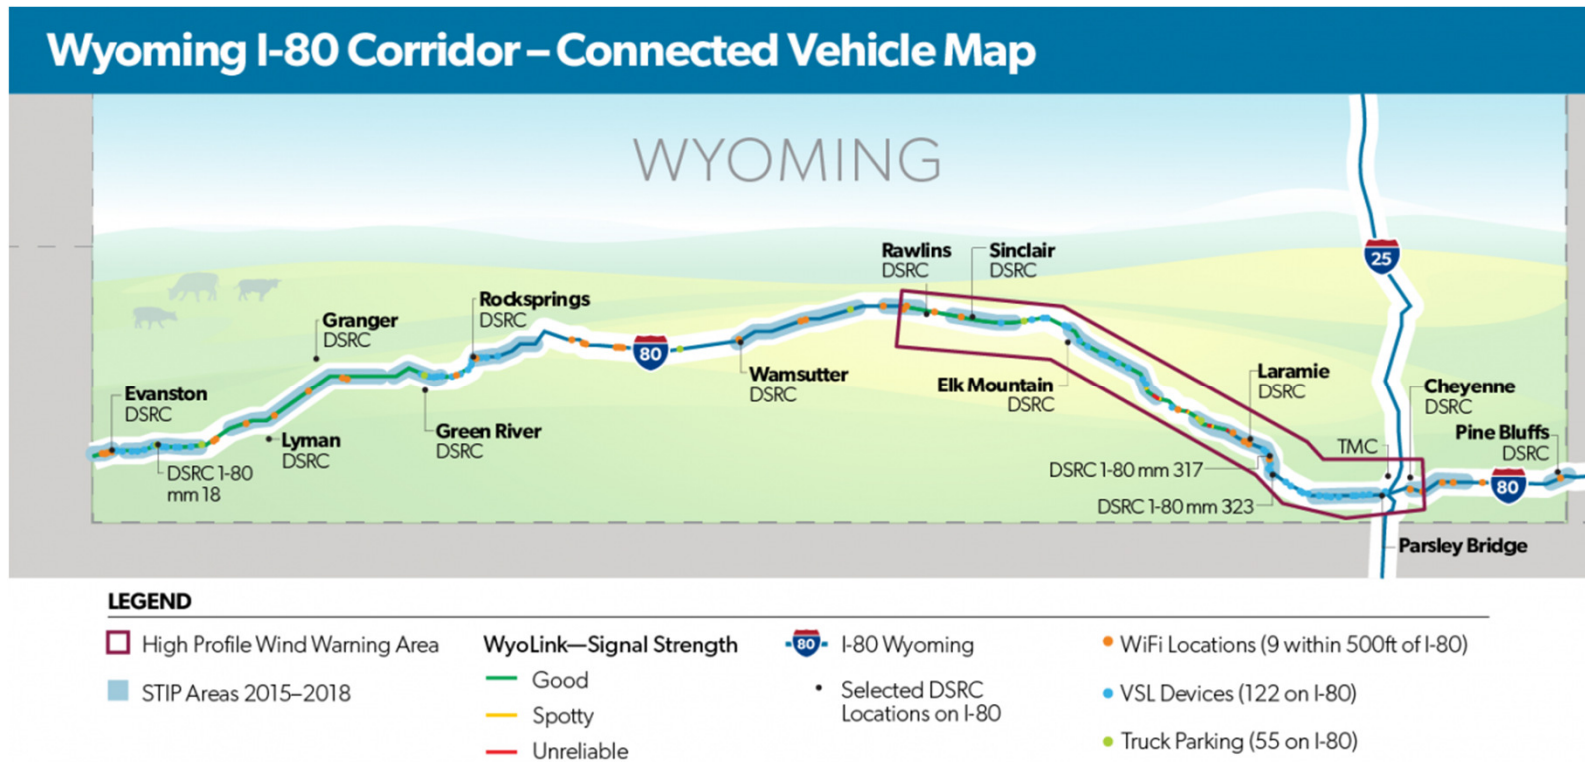 Wyoming I-80 Corridor – Connected Vehicle Map
WYOMING
25
Rawlins
DSRC
Sinclair
DSRC
Rocksprings
DSRC
Granger
DSRC
80
Evanston
DSRC
Wamsutter
DSRC
Elk Mountain
DSRC
Laramie
DSRC
Cheyenne
DSRC
Lyman
DSRC
Green River
DSRC
Pine Bluffs
DSRC
TMC
DSRC 1-80
mm 18
DSRC 1-80 mm 317
80
DSRC 1-80 mm 323
Parsley Bridge
LEGEND
High Profile Wind Warning Area
STIP Areas 2015–2018
WyoLink—Signal Strength
Good
Spotty
Unreliable
80
I-80 Wyoming
Selected DSRC
Locations on I-80
WiFi Locations (9 within 500ft of I-80)
VSL Devices (122 on I-80)
Truck Parking (55 on I-80)